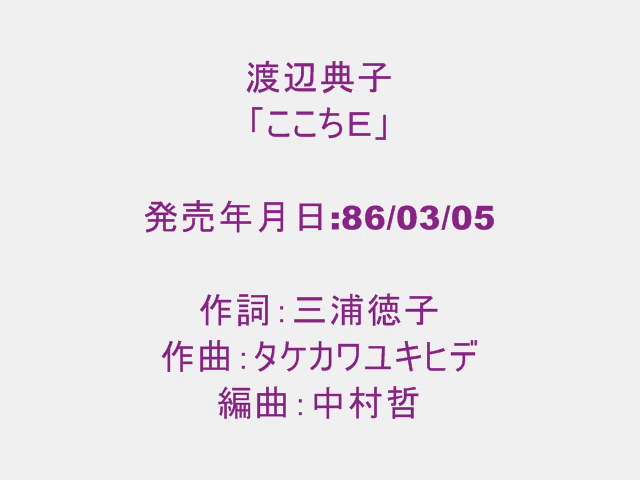 渡辺典子
「ここちE」
発売年月日:86/03/05
作詞：三浦徳子
作曲：タケカワユキヒデ
編曲：中村哲